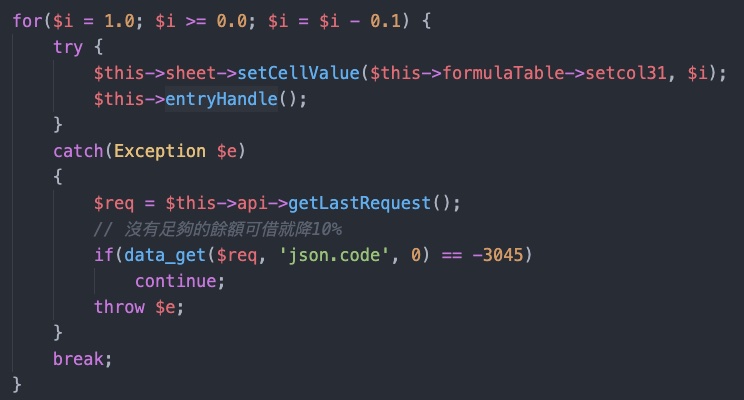 for($i = 1.0; $i >= 0.0; $i = $i - 0.1) {
    try {
        $this->sheet->setCellValue($this->formulaTable->setcol31, $i);
        $this->entryHandle();
    }
    catch(Exception $e)
    {
        $req = $this->api->getLastRequest();
        // 沒有足夠的餘額可借就降10%
        if(data_get($req, 'json.code', 0) == -3045)
            continue;
        throw $e;
    }
    break;
}